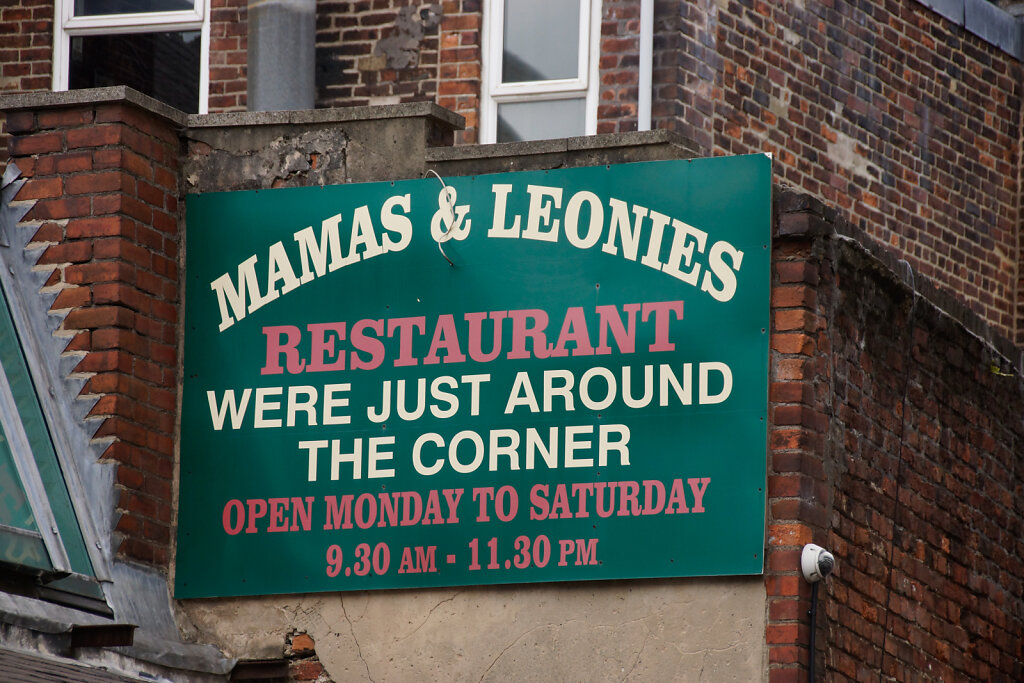 MAMAS & LEONIES
RESTAURANT
WERE JUST AROUND
THE CORNER
OPEN MONDAY TO SATURDAY
9.30 AM - 11.30 PM